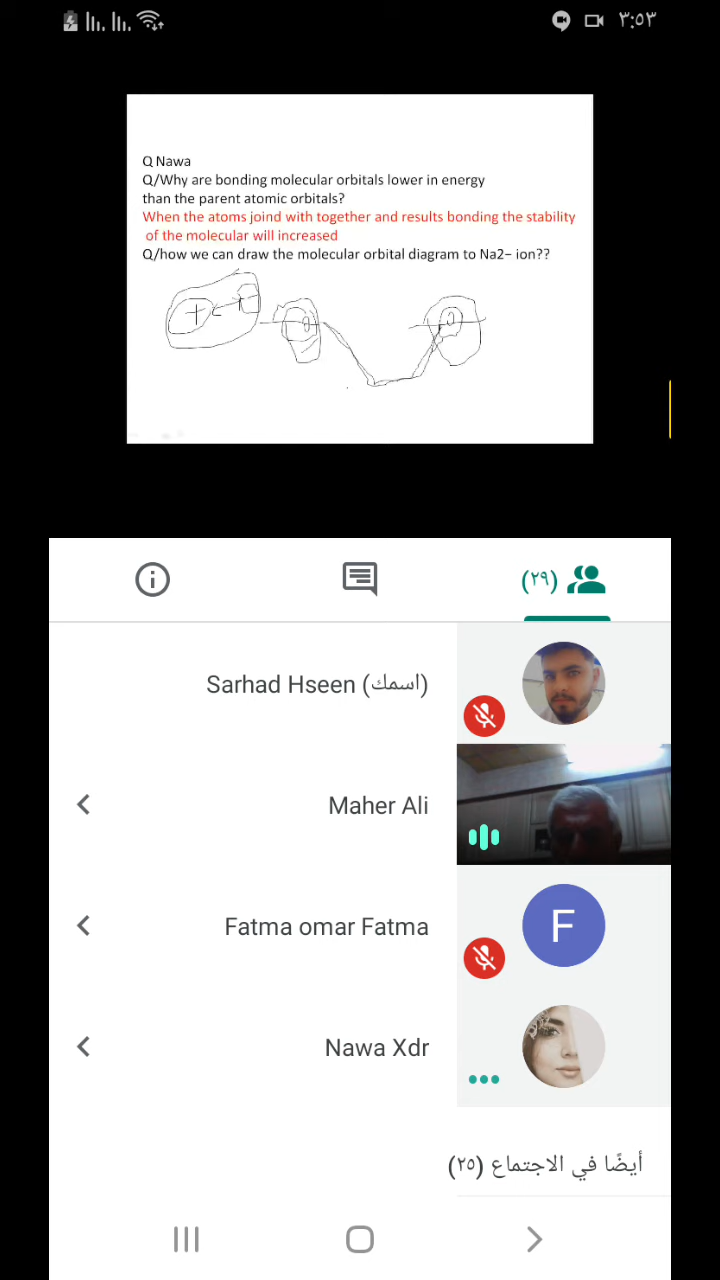 ٣:٥٣
Q Nawa
Q/Why are bonding molecular orbitals lower in energy
than the parent atomic orbitals?
When the atoms joind with together and results bonding the stability
of the molecular will increased
Q/how we can draw the molecular orbital diagram to Na2− ion??
(٢٩)
Sarhad Hseen (اسمك)
Maher Ali
Fatma omar Fatma
F
Nawa Xdr
أيضًا في الاجتماع (٢٥)